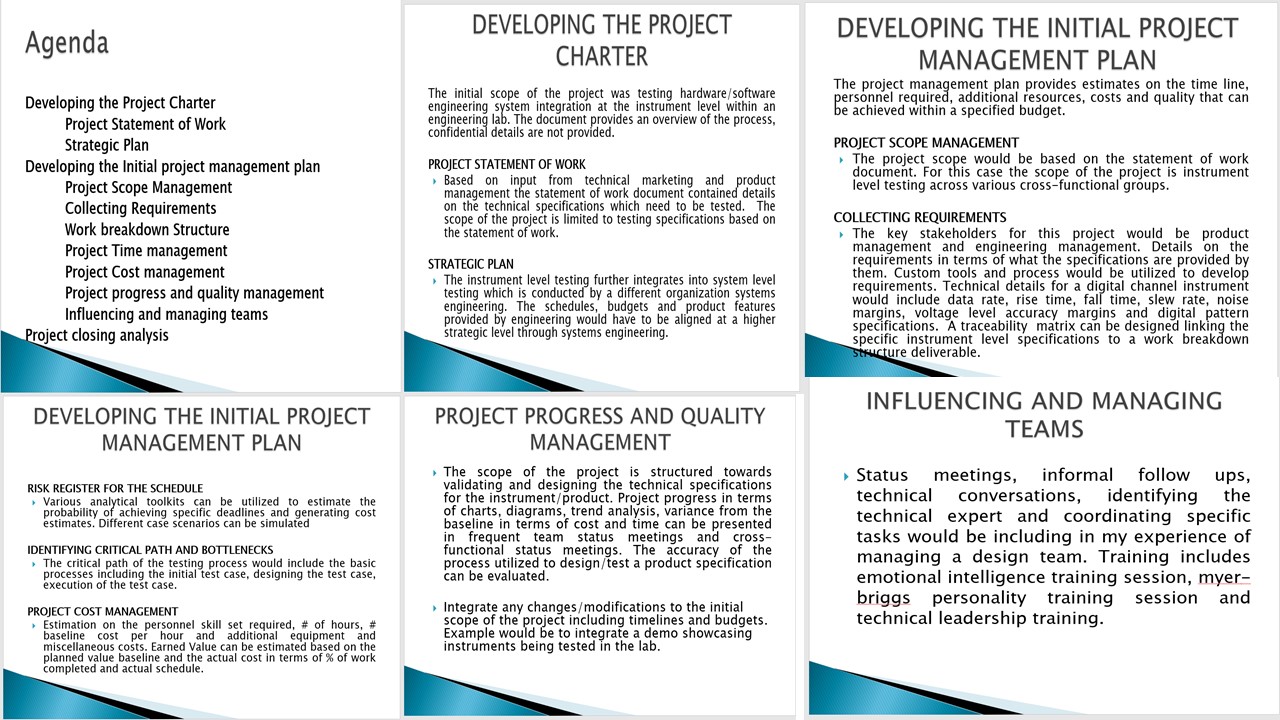 Agenda
Developing the Project Charter
Project Statement of Work
Strategic Plan
Developing the Initial project management plan
Project Scope Management
Collecting Requirements
Work breakdown Structure
Project Time management
Project Cost management
Project progress and quality management
Influencing and managing teams
Project closing analysis
DEVELOPING THE PROJECT
CHARTER
The initial scope of the project was testing hardware/software
engineering system integration at the instrument level within an
engineering lab. The document provides an overview of the process,
confidential details are not provided.
PROJECT STATEMENT OF WORK
Based on input from technical marketing and product
management the statement of work document contained details
on the technical specifications which need to be tested. The
scope of the project is limited to testing specifications based on
the statement of work.
STRATEGIC PLAN
The instrument level testing further integrates into system level
testing which is conducted by a different organization systems
engineering. The schedules, budgets and product features
provided by engineering would have to be aligned at a higher
strategic level through systems engineering.
DEVELOPING THE INITIAL PROJECT
MANAGEMENT PLAN
The project management plan provides estimates on the time line,
personnel required, additional resources, costs and quality that can
be achieved within a specified budget.
PROJECT SCOPE MANAGEMENT
The project scope would be based on the statement of work
document. For this case the scope of the project is instrument
level testing across various cross-functional groups.
COLLECTING REQUIREMENTS
The key stakeholders for this project would be product
management and engineering management. Details on the
requirements in terms of what the specifications are provided by
them. Custom tools and process would be utilized to develop
requirements. Technical details for a digital channel instrument
would include data rate, rise time, fall time, slew rate, noise
margins, voltage level accuracy margins and digital pattern
specifications. A traceability matrix can be designed linking the
specific instrument level specifications to a work breakdown
structure deliverable.
DEVELOPING THE INITIAL PROJECT
MANAGEMENT PLAN
RISK REGISTER FOR THE SCHEDULE
Various analytical toolkits can be utilized to estimate the
probability of achieving specific deadlines and generating cost
estimates. Different case scenarios can be simulated
IDENTIFYING CRITICAL PATH AND BOTTLENECKS
The critical path of the testing process would include the basic
processes including the initial test case, designing the test case,
execution of the test case.
PROJECT COST MANAGEMENT
Estimation on the personnel skill set required, # of hours, #
baseline cost per hour and additional equipment and
miscellaneous costs. Earned Value can be estimated based on the
planned value baseline and the actual cost in terms of % of work
completed and actual schedule.
PROJECT PROGRESS AND QUALITY
MANAGEMENT
The scope of the project is structured towards
validating and designing the technical specifications
for the instrument/product. Project progress in terms
of charts, diagrams, trend analysis, variance from the
baseline in terms of cost and time can be presented
in frequent team status meetings and cross-
functional status meetings. The accuracy of the
process utilized to design/test a product specification
can be evaluated.
Integrate any changes/modifications to the initial
scope of the project including timelines and budgets.
Example would be to integrate a demo showcasing
instruments being tested in the lab.
INFLUENCING AND MANAGING
TEAMS
Status meetings, informal follow ups,
technical conversations, identifying the
technical expert and coordinating specific
tasks would be including in my experience of
managing a design team. Training includes
emotional intelligence training session, myer-
briggs personality training session and
technical leadership training.